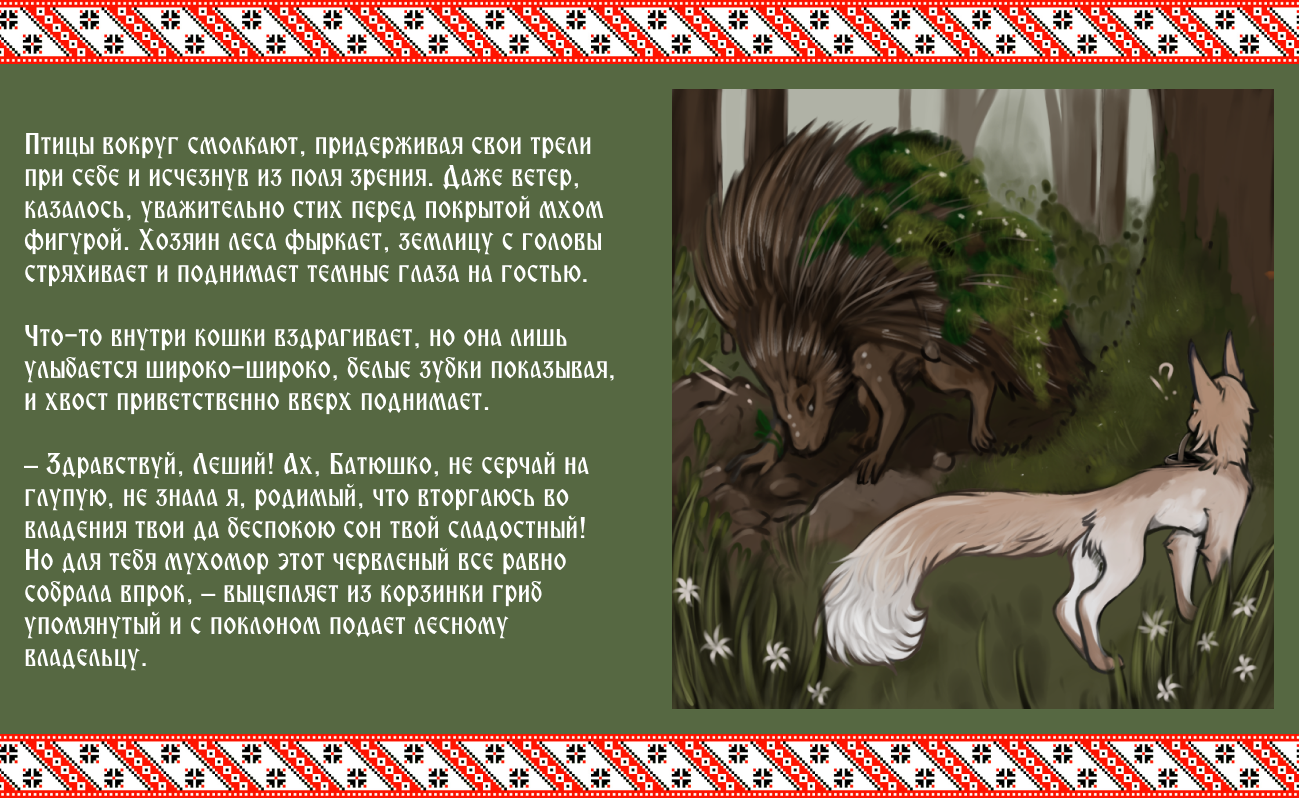 Птицы вокруг смолкают, придерживая свои трели
при себе и исчезнув из поля зрения. Даже ветер,
казалось, уважительно стих перед покрытой мхом
фигурой. Хозяин леса фыркает, землицу с головы
стряхивает и поднимает темные глаза на гостью.
Что-то внутри кошки вздрагивает, но она лишь
улыбается широко-широко, белые зубки показывая,
и хвост приветственно вверх поднимает.
– Здравствуй, Леший! Ах, Батюшко, не серчай на
глупую, не знала я, родимый, что вторгаюсь во
владения твои да беспокою сон твой сладостный!
Но для тебя мухомор этот червленый все равно
собрала впрок, – выцепляет из корзинки гриб
упомянутый и с поклоном подает лесному
владельцу.
?